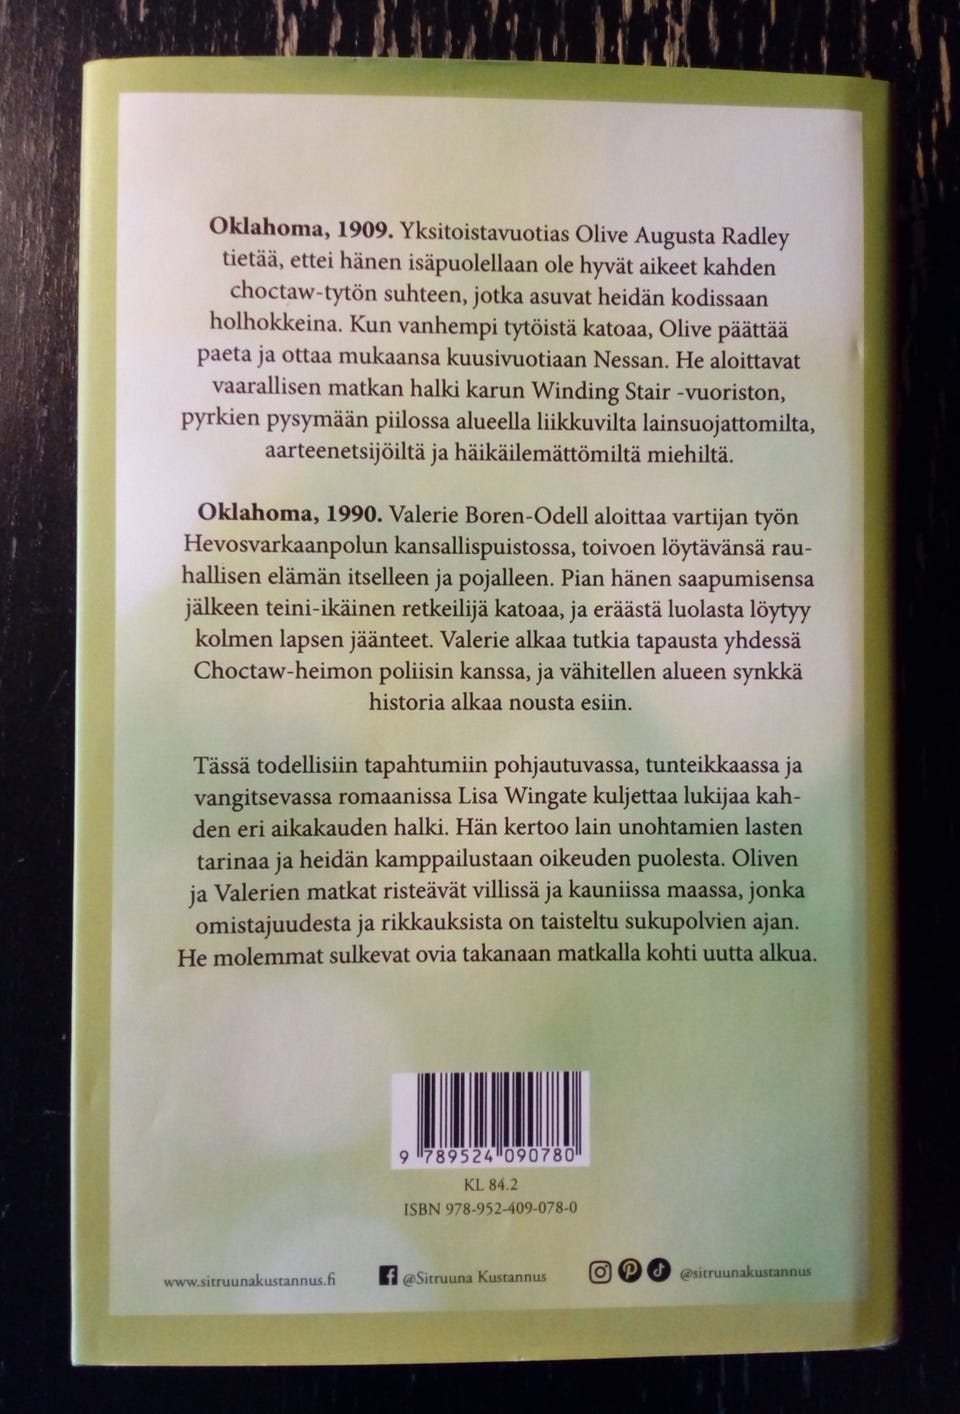 Oklahoma, 1909. Yksitoistavuotias Olive Augusta Radley
tietää, ettei hänen isäpuolellaan ole hyvät aikeet kahden
choctaw-tytön suhteen, jotka asuvat heidän kodissaan
holhokkeina. Kun vanhempi tytöistä katoaa, Olive päättää
paeta ja ottaa mukaansa kuusivuotiaan Nessan. He aloittavat
vaarallisen matkan halki karun Winding Stair -vuoriston,
pyrkien pysymään piilossa alueella liikkuvilta lainsuojattomilta,
aarteenetsijöiltä ja häikäilemättömiltä miehiltä.
Oklahoma, 1990. Valerie Boren-Odell aloittaa vartijan työn
Hevosvarkaanpolun kansallispuistossa, toivoen löytävänsä rau-
hallisen elämän itselleen ja pojalleen. Pian hänen saapumisensa
jälkeen teini-ikäinen retkeilijä katoaa, ja eräästä luolasta löytyy
kolmen lapsen jäänteet. Valerie alkaa tutkia tapausta yhdessä
Choctaw-heimon poliisin kanssa, ja vähitellen alueen synkkä
historia alkaa nousta esiin.
Tässä todellisiin tapahtumiin pohjautuvassa, tunteikkaassa ja
vangitsevassa romaanissa Lisa Wingate kuljettaa lukijaa kah-
den eri aikakauden halki. Hän kertoo lain unohtamien lasten
tarinaa ja heidän kamppailustaan oikeuden puolesta. Oliven
ja Valerien matkat risteävät villissä ja kauniissa maassa, jonka
omistajuudesta ja rikkauksista on taisteltu sukupolvien ajan.
He molemmat sulkevat ovia takanaan matkalla kohti uutta alkua.
9 789524 090780
KL 84.2
ISBN 978-952-409-078-0
www.sitruunakustannus.fi @Sitruuna Kustannus @sitruunakustannus